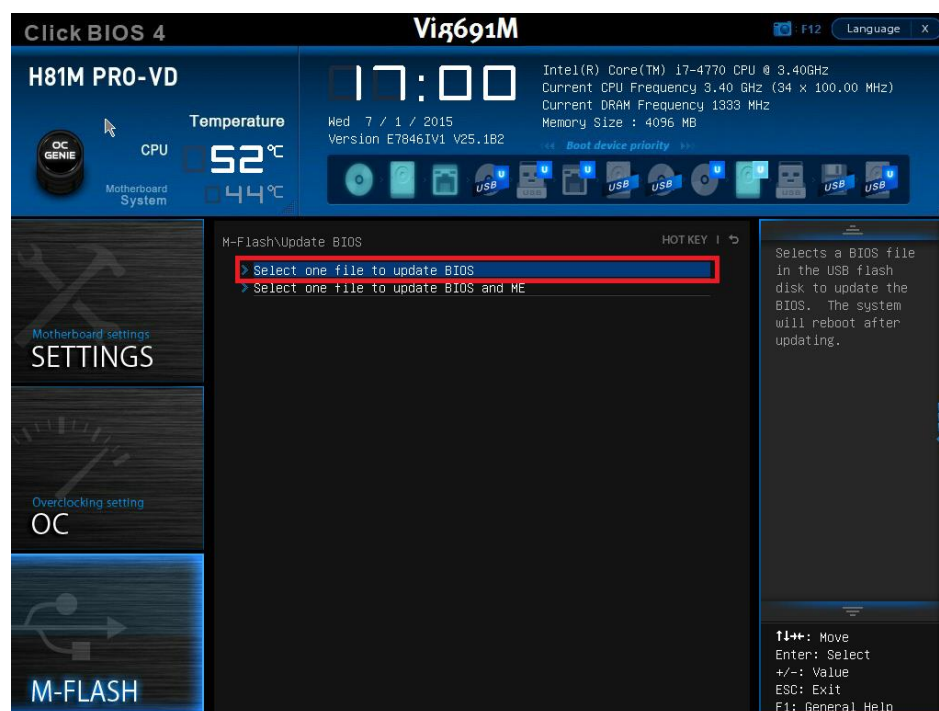 Click BIOS 4
Vig691M
: F12
Language X
H81M PRO-VD
OC
GENIE
Temperature
CPU
52℃
Motherboard
System
44℃
17:00
Wed 7 / 1 / 2015
Version E7846IV1 V25.1B2
Intel(R) Core(TM) i7-4770 CPU @ 3.40GHz
Current CPU Frequency 3.40 GHz (34 x 100.00 MHz)
Current DRAM Frequency 1333 MHz
Memory Size : 4096 MB
Boot device priority
USB U U USB USB U U USB USB U
M-Flash\Update BIOS
HOT KEY |
> Select one file to update BIOS
> Select one file to update BIOS and ME
Motherboard settings
SETTINGS
Overclocking setting
OC
M-FLASH
Selects a BIOS file
in the USB flash
disk to update the
BIOS. The system
will reboot after
updating.
↑↓→←: Move
Enter: Select
+/-: Value
ESC: Exit
F1: General Help